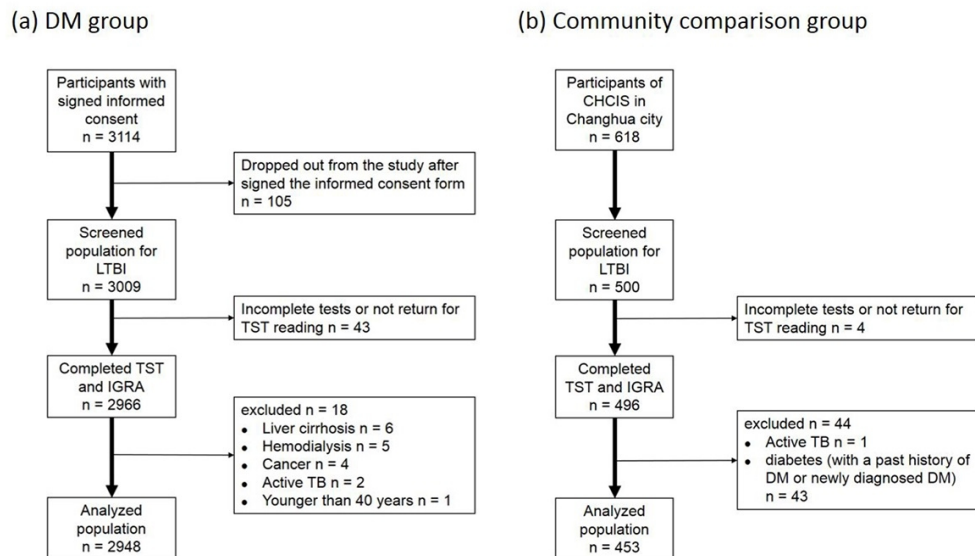 (a) DM group
Participants with
signed informed
consent
n = 3114
Dropped out from the study after
signed the informed consent form
n = 105
Screened
population for
LTBI
n = 3009
Incomplete tests or not return for
TST reading n = 43
Completed TST
and IGRA
n = 2966
excluded n = 18
• Liver cirrhosis n = 6
• Hemodialysis n = 5
• Cancer n = 4
• Active TB n = 2
• Younger than 40 years n = 1
Analyzed
population
n = 2948
(b) Community comparison group
Participants of
CHCIS in
Changhua city
n = 618
Screened
population for
LTBI
n = 500
Incomplete tests or not return for
TST reading n = 4
Completed
TST and IGRA
n = 496
excluded n = 44
• Active TB n = 1
• diabetes (with a past history of
DM or newly diagnosed DM)
n = 43
Analyzed
population
n = 453